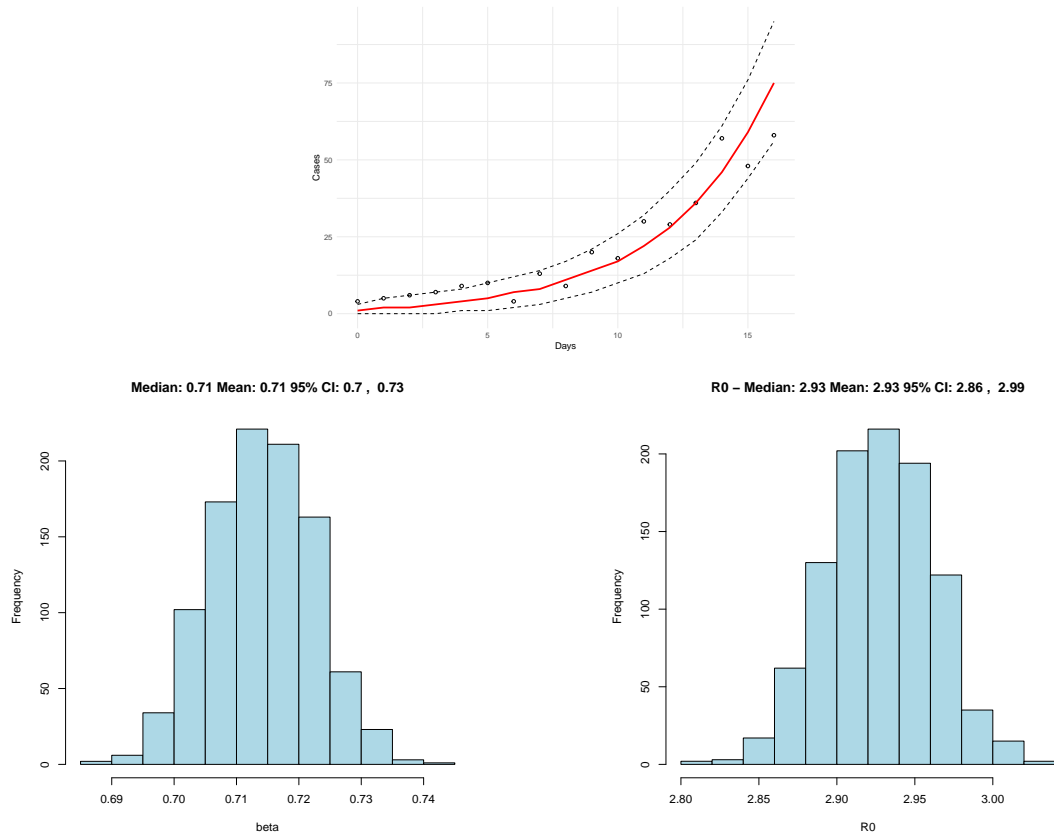 75
50
25
0
Cases
0 5 10 15
Days
Median: 0.71 Mean: 0.71 95% CI: 0.7 ,  0.73
200
150
100
50
0
Frequency
0.69 0.70 0.71 0.72 0.73 0.74
beta
R0 − Median: 2.93 Mean: 2.93 95% CI: 2.86 ,  2.99
200
150
100
50
0
Frequency
2.80 2.85 2.90 2.95 3.00
R0